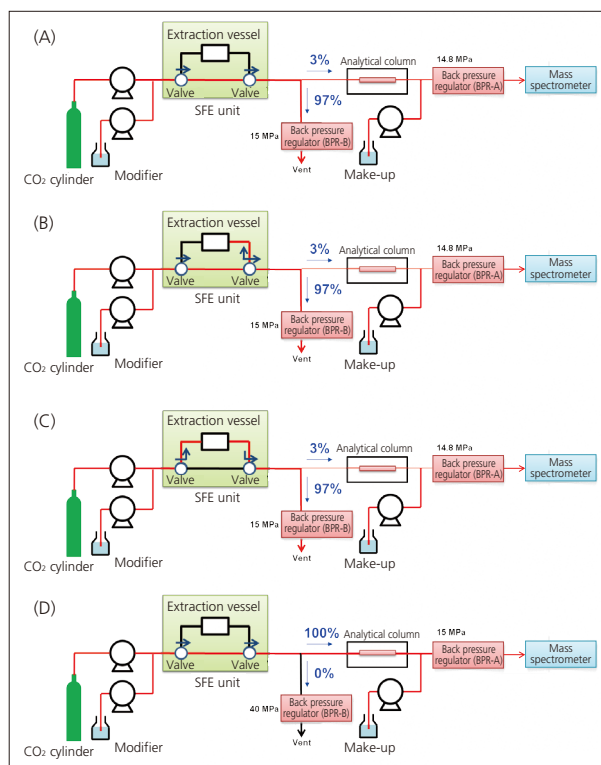 (A)
Extraction vessel
Valve
Valve
SFE unit
CO2 cylinder
Modifier
3%
97%
Analytical column
14.8 MPa
Back pressure
regulator (BPR-A)
Mass
spectrometer
15 MPa
Back pressure
regulator (BPR-B)
Vent
Make-up
(B)
Extraction vessel
Valve
Valve
SFE unit
CO2 cylinder
Modifier
3%
97%
Analytical column
14.8 MPa
Back pressure
regulator (BPR-A)
Mass
spectrometer
15 MPa
Back pressure
regulator (BPR-B)
Vent
Make-up
(C)
Extraction vessel
Valve
Valve
SFE unit
CO2 cylinder
Modifier
3%
97%
Analytical column
14.8 MPa
Back pressure
regulator (BPR-A)
Mass
spectrometer
15 MPa
Back pressure
regulator (BPR-B)
Vent
Make-up
(D)
Extraction vessel
Valve
Valve
SFE unit
CO2 cylinder
Modifier
100%
0%
Analytical column
15 MPa
Back pressure
regulator (BPR-A)
Mass
spectrometer
40 MPa
Back pressure
regulator (BPR-B)
Vent
Make-up